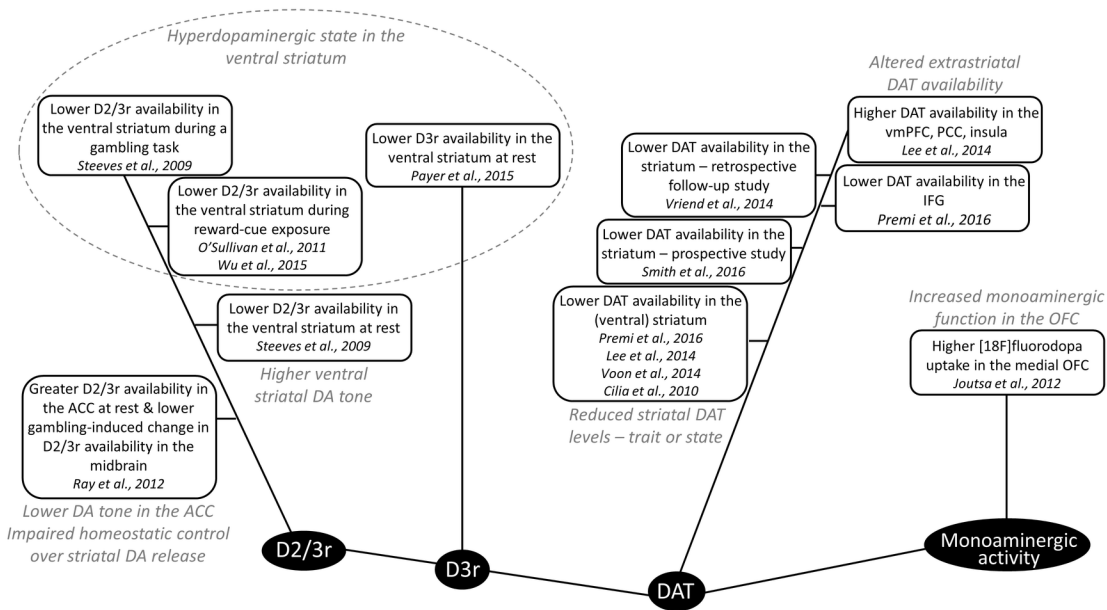 Hyperdopaminergic state in the
ventral striatum
Lower D2/3r availability in
the ventral striatum during a
gambling task
Steeves et al., 2009
Lower D2/3r availability in
the ventral striatum during
reward-cue exposure
O'Sullivan et al., 2011
Wu et al., 2015
Lower D3r availability in the
ventral striatum at rest
Payer et al., 2015
Lower D2/3r availability in
the ventral striatum at rest
Steeves et al., 2009
Higher ventral
striatal DA tone
Greater D2/3r availability in
the ACC at rest & lower
gambling-induced change in
D2/3r availability in the
midbrain
Ray et al., 2012
Lower DA tone in the ACC
Impaired homeostatic control
over striatal DA release
Altered extrastriatal
DAT availability
Higher DAT availability in the
vmPFC, PCC, insula
Lee et al., 2014
Lower DAT availability in the
striatum – retrospective
follow-up study
Vriend et al., 2014
Lower DAT availability in the
IFG
Premi et al., 2016
Lower DAT availability in the
striatum – prospective study
Smith et al., 2016
Lower DAT availability in the
(ventral) striatum
Premi et al., 2016
Lee et al., 2014
Voon et al., 2014
Cilia et al., 2010
Reduced striatal DAT
levels – trait or state
Increased monoaminergic
function in the OFC
Higher [18F]fluorodopa
uptake in the medial OFC
Joutsa et al., 2012
D2/3r
D3r
DAT
Monoaminergic
activity